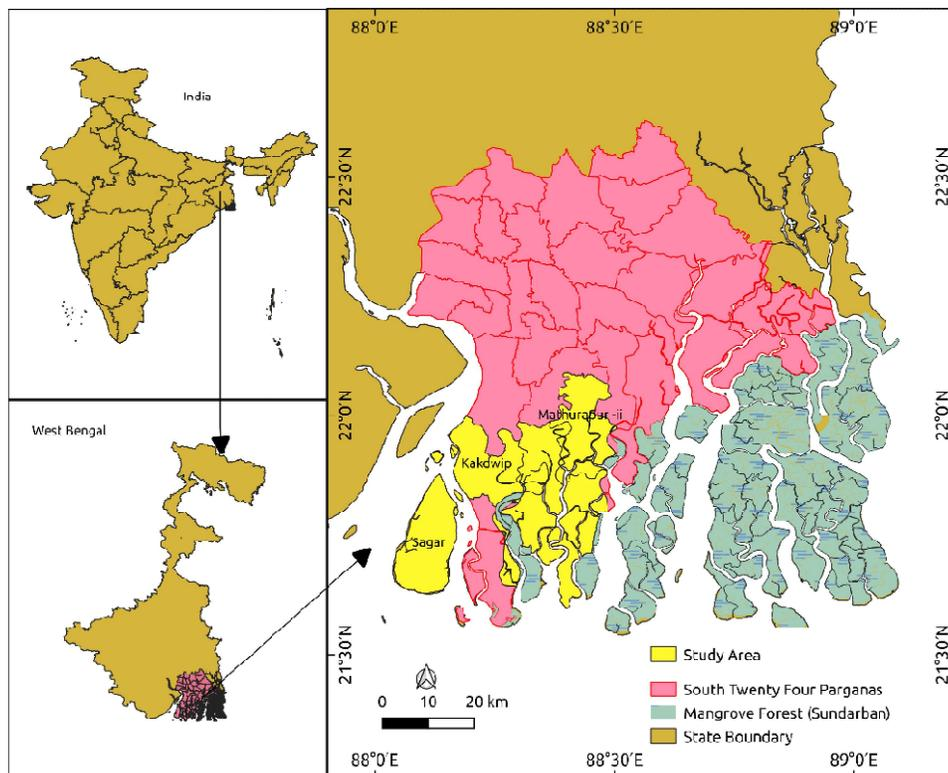 India
West Bengal
88°0´E
88°30´E
89°0´E
22°30´N
22°30´N
22°0´N
22°0´N
21°30´N
21°30´N
Mathurapur -ii
Kakdwip
Sagar
Study Area
South Twenty Four Parganas
Mangrove Forest (Sundarban)
State Boundary
0 10 20 km
88°0´E
88°30´E
89°0´E